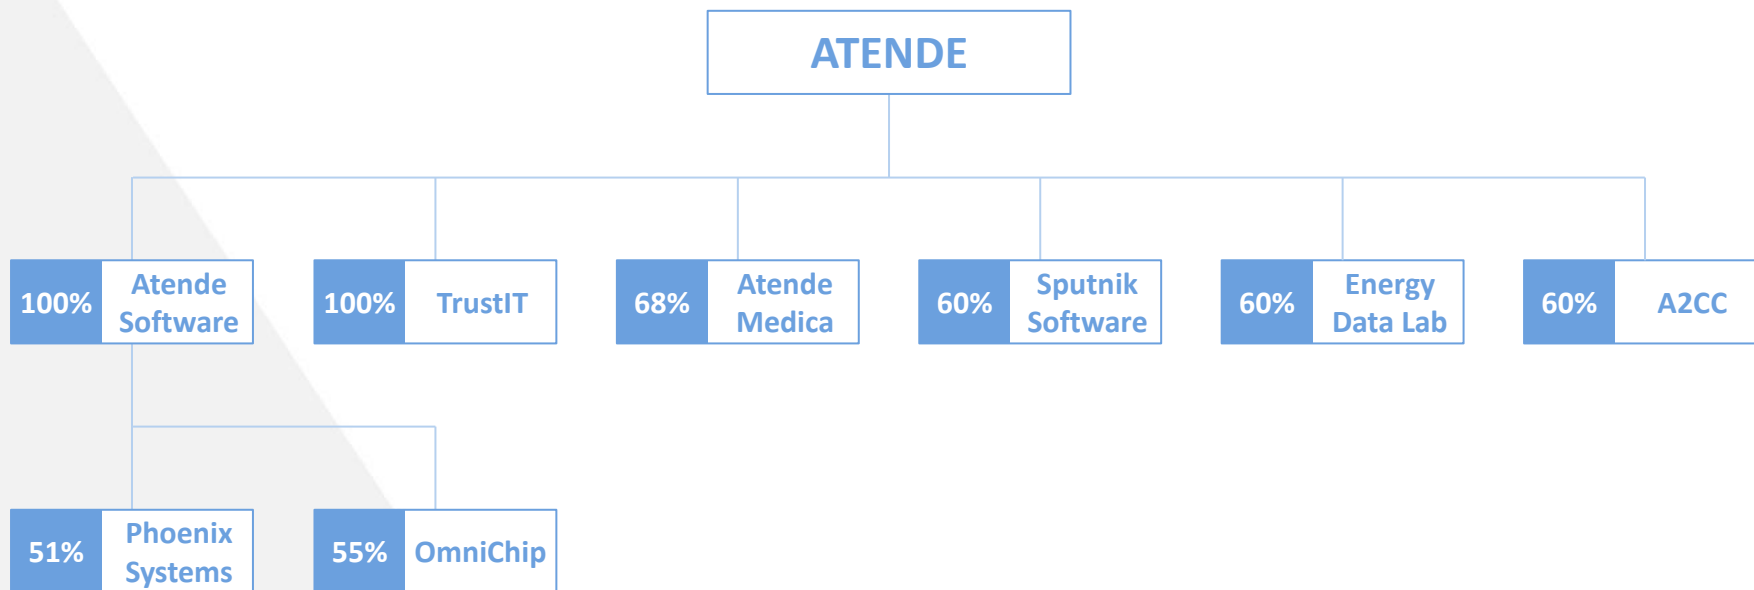 ATENDE
100%
Atende
Software
100%
TrustIT
68%
Atende
Medica
60%
Sputnik
Software
60%
Energy
Data Lab
60%
A2CC
51%
Phoenix
Systems
55%
OmniChip